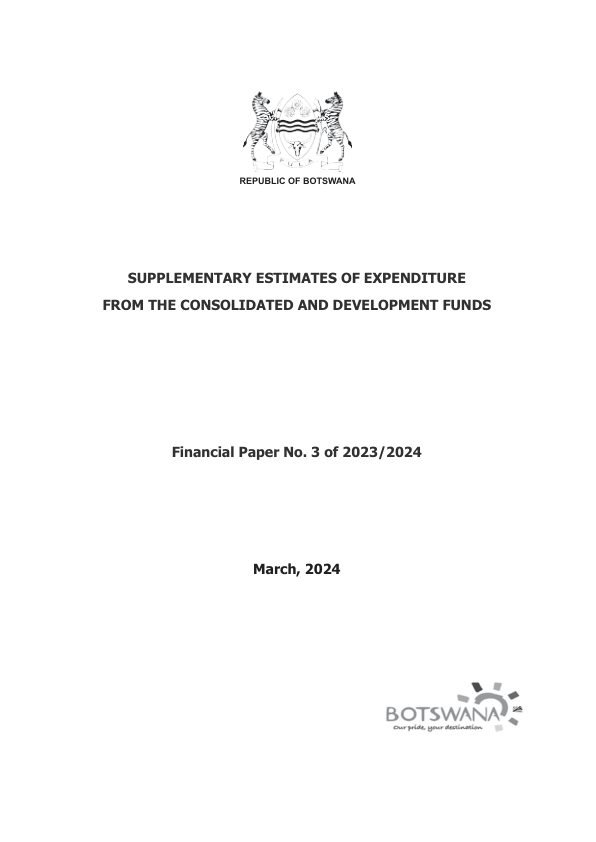 REPUBLIC OF BOTSWANA
SUPPLEMENTARY ESTIMATES OF EXPENDITURE
FROM THE CONSOLIDATED AND DEVELOPMENT FUNDS
Financial Paper No. 3 of 2023/2024
March, 2024
BOTSWANA
Our pride, your destination